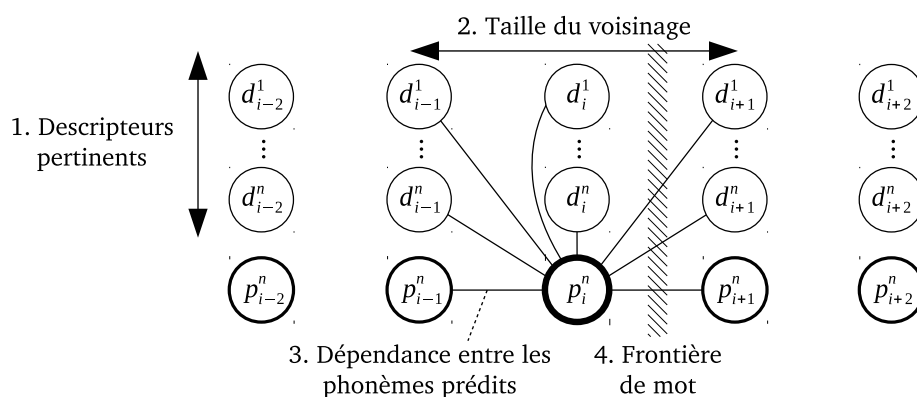 2. Taille du voisinage
d¹ᵢ₋₂ d¹ᵢ₋₁ d¹ᵢ d¹ᵢ₊₁ d¹ᵢ₊₂
1. Descripteurs
pertinents
dⁿᵢ₋₂ dⁿᵢ₋₁ dⁿᵢ dⁿᵢ₊₁ dⁿᵢ₊₂
pⁿᵢ₋₂ pⁿᵢ₋₁ pⁿᵢ pⁿᵢ₊₁ pⁿᵢ₊₂
3. Dépendance entre les
phonèmes prédits
4. Frontière
de mot